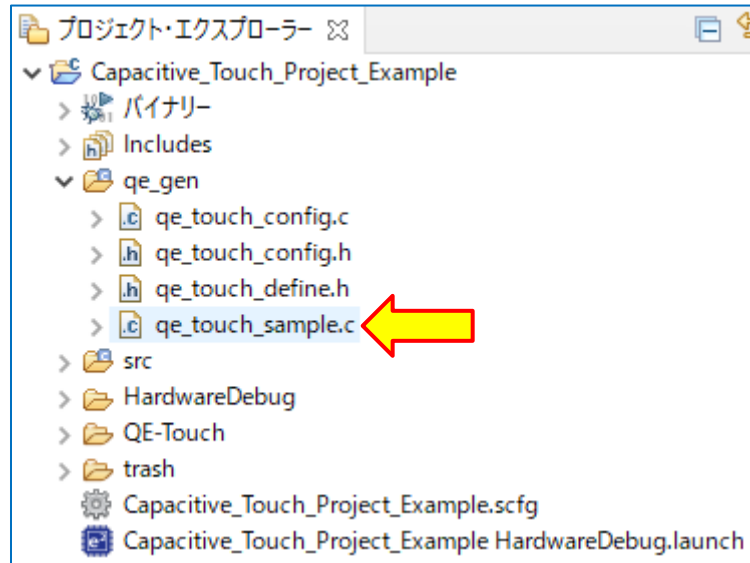 プロジェクト・エクスプローラー
Capacitive_Touch_Project_Example
バイナリー
Includes
qe_gen
qe_touch_config.c
qe_touch_config.h
qe_touch_define.h
qe_touch_sample.c
src
HardwareDebug
QE-Touch
trash
Capacitive_Touch_Project_Example.scfg
Capacitive_Touch_Project_Example HardwareDebug.launch